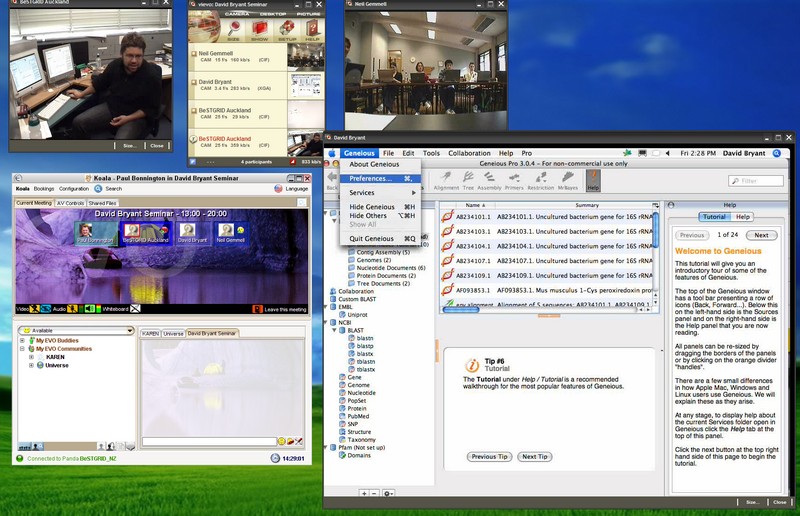 BeSTGRID Auckland
Size...
Close
vievo: David Bryant Seminar
CAMERA DESKTOP PICTURE
SIZE SHOW SETUP HELP
Neil Gemmell
(CIF)
David Bryant
CAM 3.4 f/s 283 kb/s (XGA)
BeSTGRID Auckland
(CIF)
BeSTGRID Auckland
(CIF)
4 participants
833 kb/s
Neil Gemmell
Size...
Close
Koala - Paul Bonnington in David Bryant Seminar
Koala Bookings Configuration Search
Language
Current Meeting AV Controls Shared Files
David Bryant Seminar - 13:00 - 20:00
Paul Bonnington
BeSTGRID Auckland
David Bryant
Neil Gemmell
Video Audio Whiteboard
Leave this meeting
Available
My EVO Buddies
My EVO Communities
KAREN
Universe
KAREN Universe David Bryant Seminar
Connected to Panda BeSTGRID_NZ
14:29:01
David Bryant
Geneious File Edit Tools Collaboration Help Pro
Fri 2:28 PM David Bryant
Geneious Pro 3.0.4 – For non-commercial use only
About Geneious
Preferences... ⌘,
Services
Hide Geneious ⌘H
Hide Others ⌥⌘H
Show All
Quit Geneious ⌘Q
Back
Alignment Tree Assembly Primers Restriction MrBayes Help
Filter
Contig Assembly (5)
Genomes (2)
Nucleotide Documents (6)
Protein Documents (2)
Tree Documents (2)
Collaboration
Custom BLAST
EMBL
Uniprot
NCBI
BLAST
blastn
blastp
blastx
tblastn
tblastx
Gene
Genome
Nucleotide
PopSet
Protein
PubMed
SNP
Structure
Taxonomy
Pfam (Not set up)
Domains
Name Summary
AB234101.1 AB234101.1. Uncultured bacterium gene for 16S rRNA
AB234103.1 AB234103.1. Uncultured bacterium gene for 16S rRNA
AB234104.1 AB234104.1. Uncultured bacterium gene for 16S rRNA
AB234107.1 AB234107.1. Uncultured bacterium gene for 16S rRNA
AB234109.1 AB234109.1. Uncultured bacterium gene for 16S rRNA
AF093853.1 AF093853.1. Mus musculus 1-Cys peroxiredoxin prote
Alignment of 5 sequences: AB234101.1, AB234109.1
Tip #6
Tutorial
The Tutorial under Help / Tutorial is a recommended
walkthrough for the most popular features of Geneious.
Previous Tip Next Tip
Help
Tutorial Help
Previous 1 of 24 Next
Welcome to Geneious
This tutorial will give you an
introductory tour of some of the
features of Geneious.
The top of the Geneious window
has a tool bar presenting a row of
icons (Back, Forward...). Below this
on the left-hand side is the Sources
panel and on the right-hand side is
the Help panel that you are now
reading.
All panels can be re-sized by
dragging the borders of the panels
or by clicking on the orange divider
"handles".
There are a few small differences
in how Apple Mac, Windows and
Linux users use Geneious. We will
explain these as they arise.
At any stage, to display help about
the current Services folder open in
Geneious click the Help tab at the
top of this panel.
Click the next button at the top right
hand side of this page to begin the
tutorial.
Size...
Close